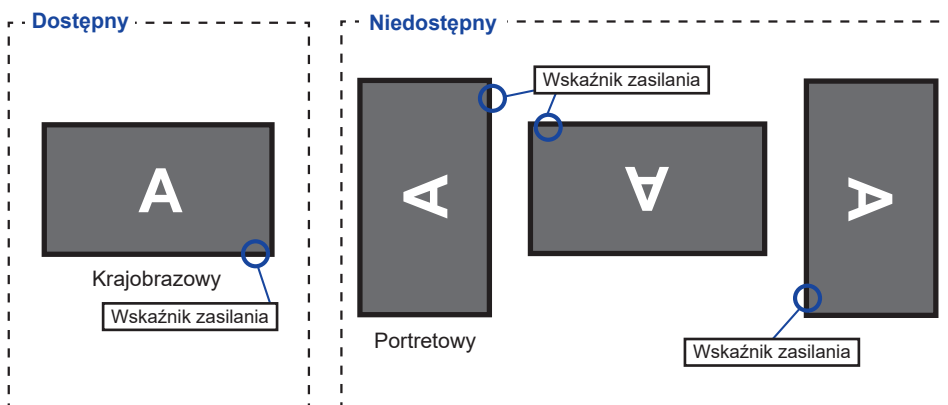 Dostępny
A
Krajobrazowy
Wskaźnik zasilania
Niedostępny
Wskaźnik zasilania
A
A
A
Portretowy
Wskaźnik zasilania